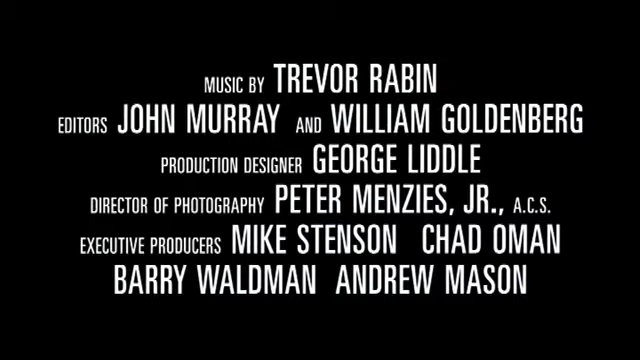 MUSIC BY TREVOR RABIN
EDITORS JOHN MURRAY AND WILLIAM GOLDENBERG
PRODUCTION DESIGNER GEORGE LIDDLE
DIRECTOR OF PHOTOGRAPHY PETER MENZIES, JR., A.C.S.
EXECUTIVE PRODUCERS MIKE STENSON CHAD OMAN
BARRY WALDMAN ANDREW MASON